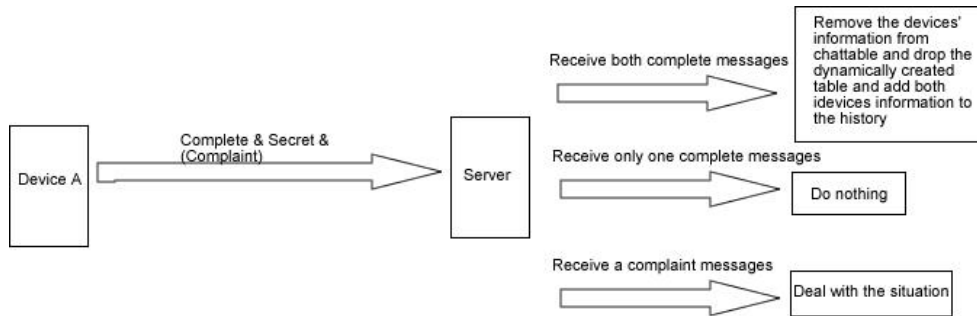 Device A
Complete & Secret &
(Complaint)
Server
Receive both complete messages
Remove the devices'
information from
chattable and drop the
dynamically created
table and add both
idevices information to
the history
Receive only one complete messages
Do nothing
Receive a complaint messages
Deal with the situation